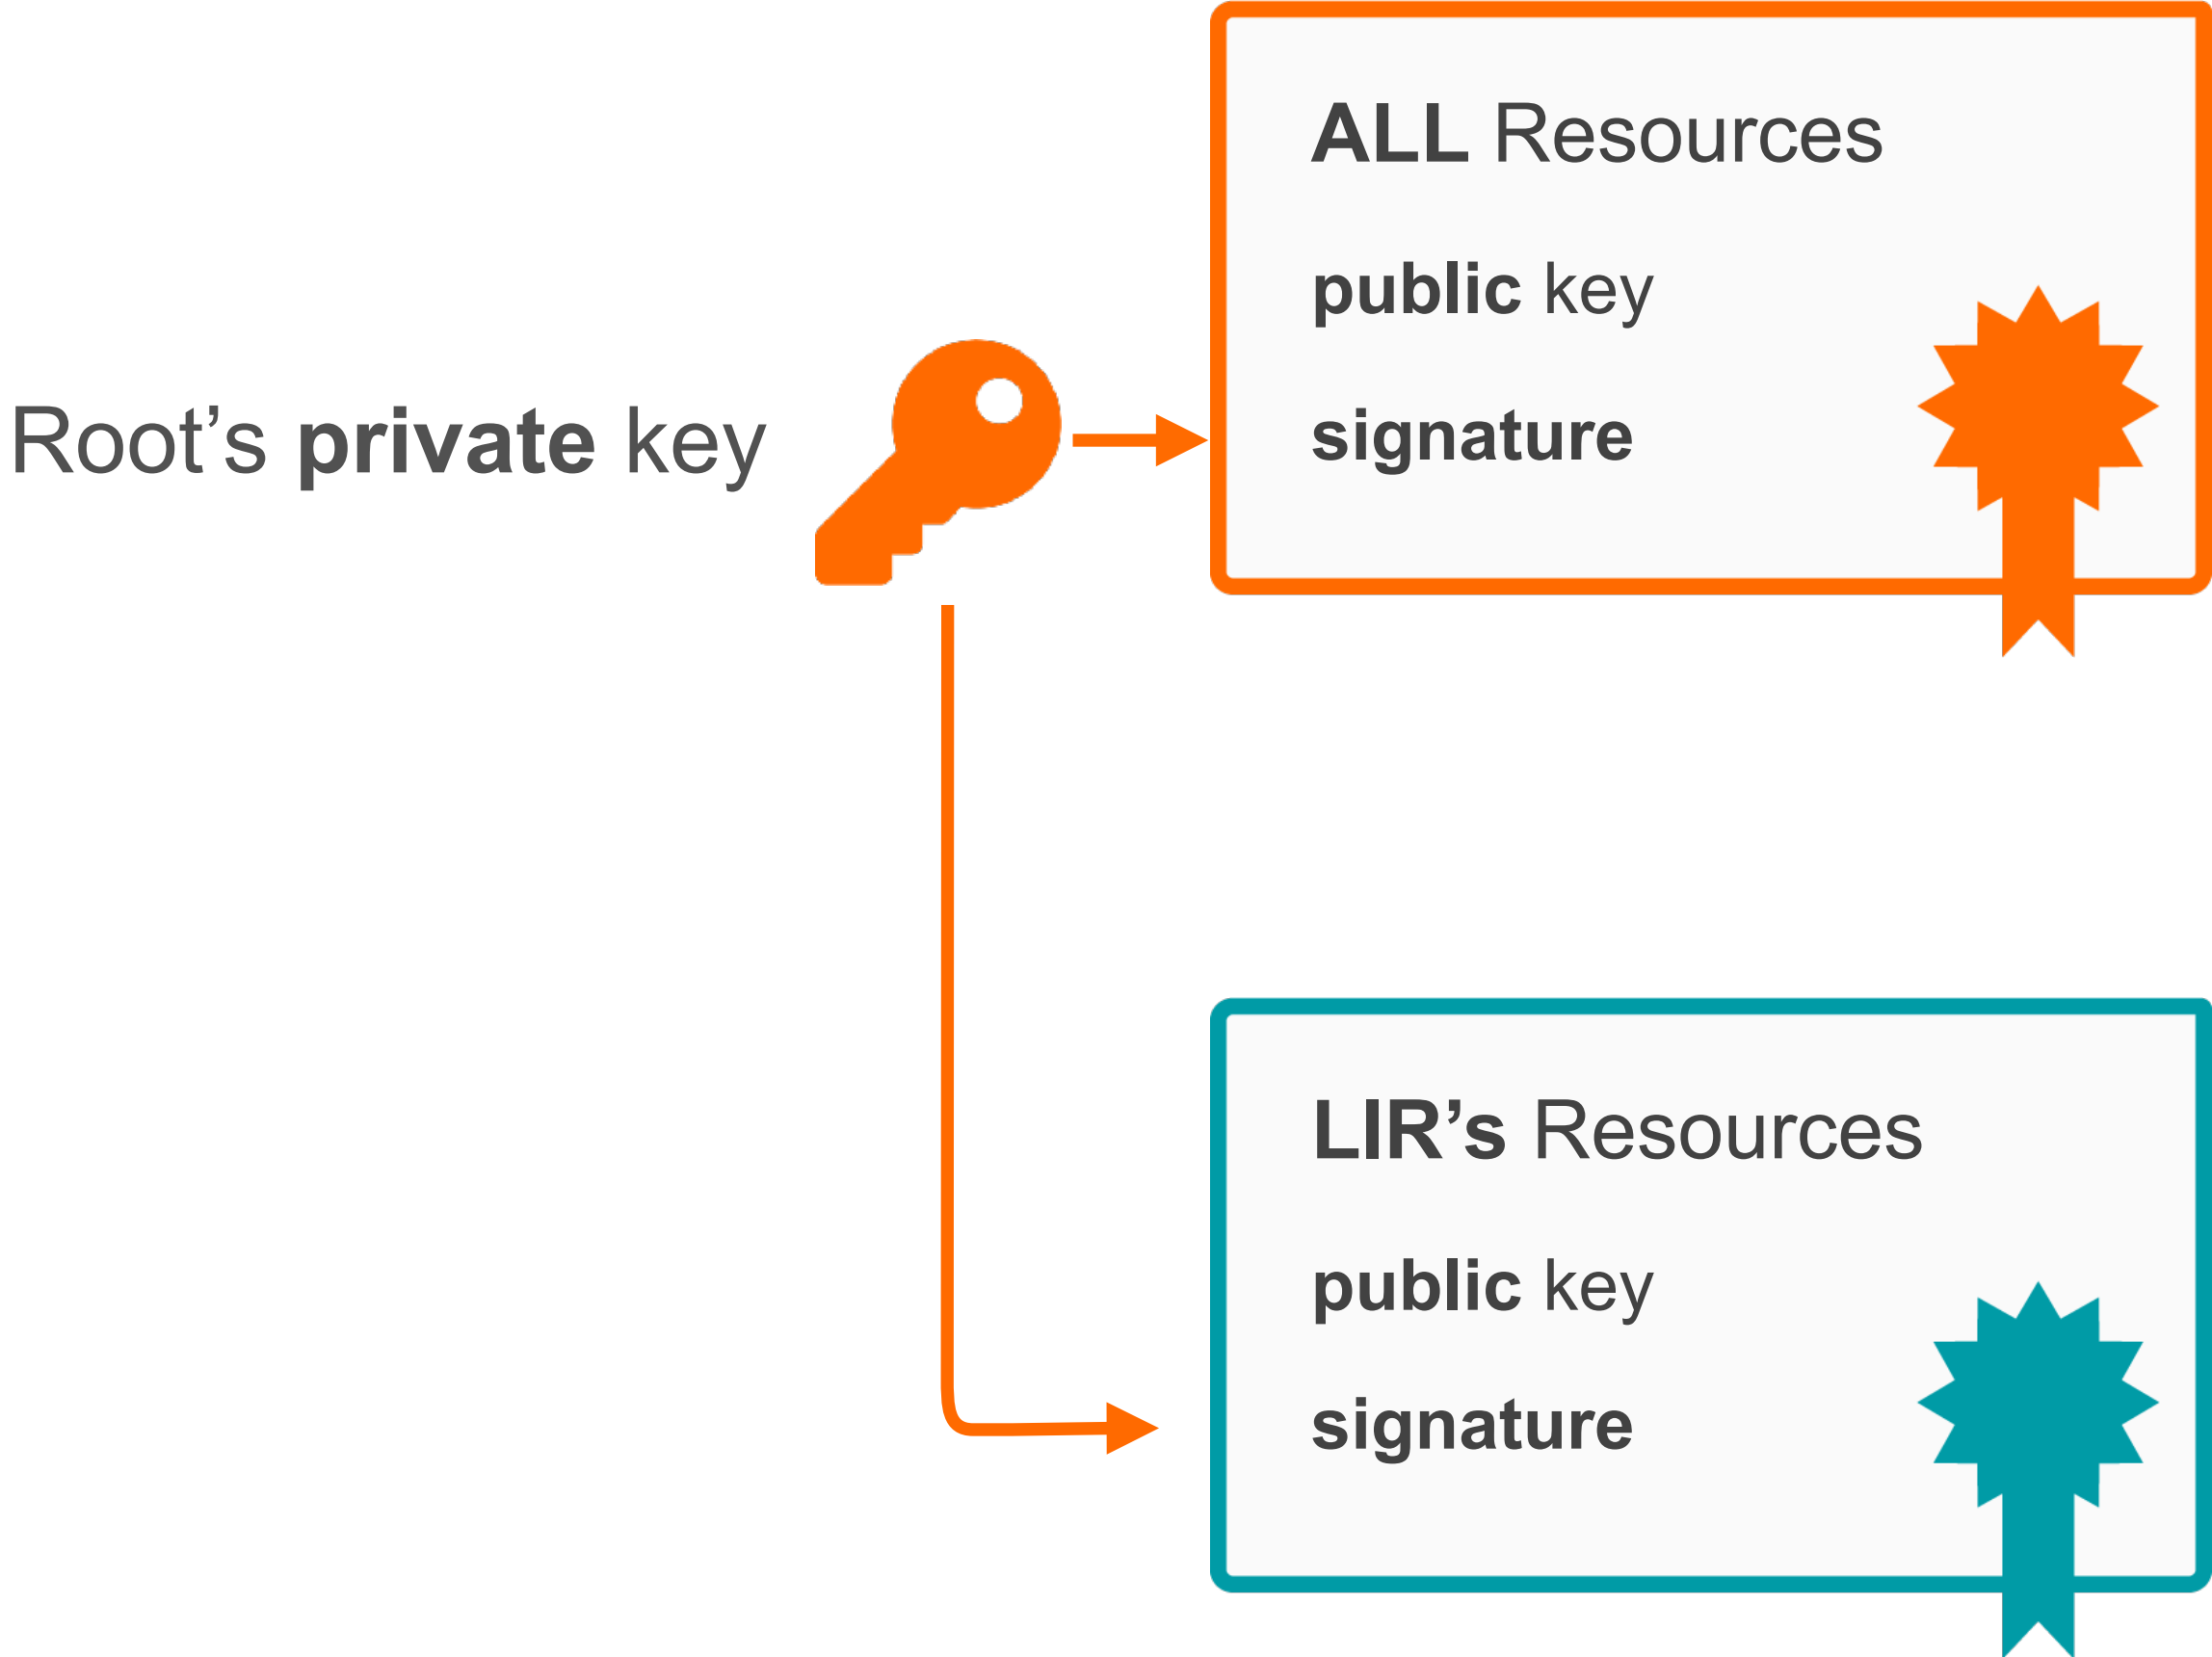 ALL Resources
public key
Root’s private key
signature
LIR’s Resources
public key
signature